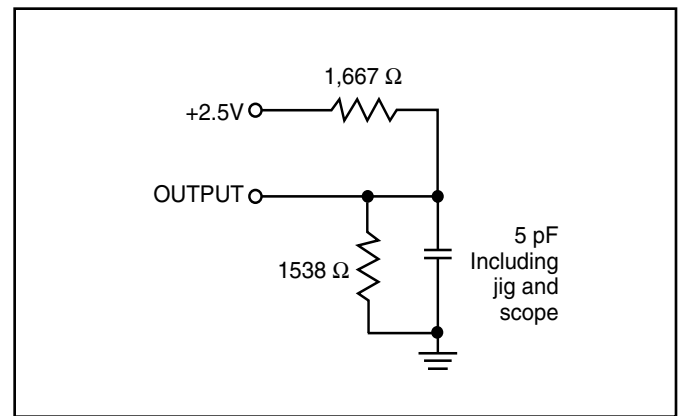 1,667 Ω
+2.5V
OUTPUT
1538 Ω
5 pF
Including
jig and
scope